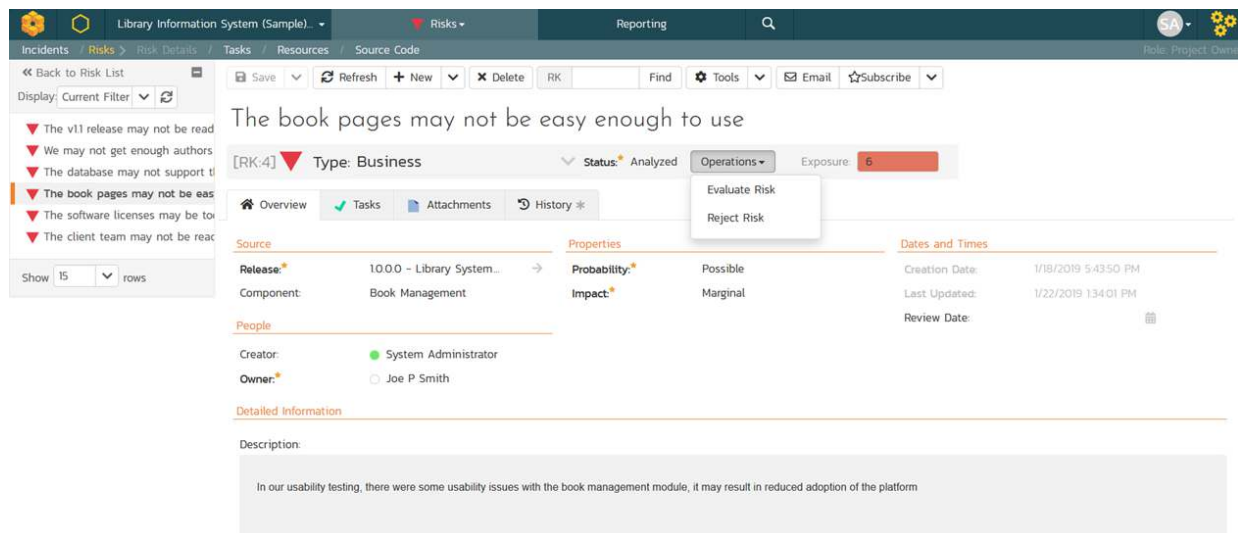 Library Information System (Sample)... Risks Reporting SA
Incidents / Risks > Risk Details / Tasks / Resources / Source Code Role: Project Owne
Back to Risk List
Display: Current Filter
The v1.1 release may not be read
We may not get enough authors
The database may not support t
The book pages may not be eas
The software licenses may be too
The client team may not be read
Show 15 rows
Save Refresh New Delete RK Find Tools Email Subscribe
The book pages may not be easy enough to use
[RK:4] Type: Business Status:* Analyzed Operations Exposure: 6
Evaluate Risk
Reject Risk
Overview Tasks Attachments History *
Source Properties Dates and Times
Release:* 1.0.0.0 - Library System... Probability:* Possible Creation Date: 1/18/2019 5:43:50 PM
Component: Book Management Impact:* Marginal Last Updated: 1/22/2019 1:34:01 PM
Review Date:
People
Creator: System Administrator
Owner:* Joe P Smith
Detailed Information
Description:
In our usability testing, there were some usability issues with the book management module, it may result in reduced adoption of the platform